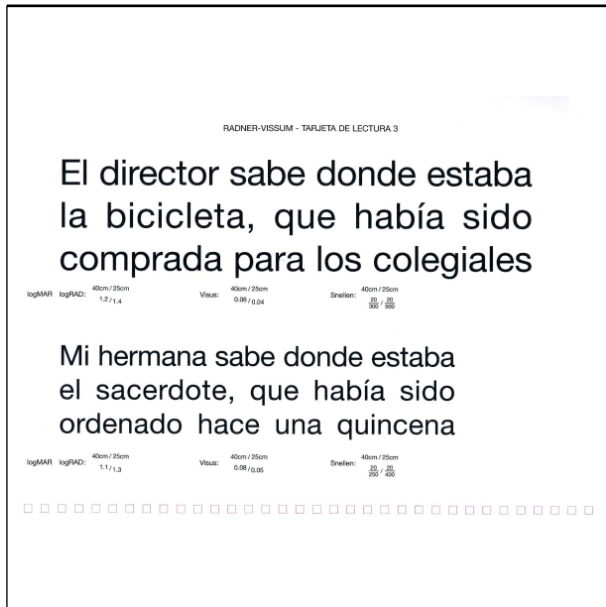 RADNER-VISSUM - TARJETA DE LECTURA 3
El director sabe donde estaba
la bicicleta, que había sido
comprada para los colegiales
logMAR logRAD: 40cm / 25cm 1.2 / 1.4 Visus: 40cm / 25cm 0.06 / 0.04 Snellen: 40cm / 25cm 20/300 / 20/500
Mi hermana sabe donde estaba
el sacerdote, que había sido
ordenado hace una quincena
logMAR logRAD: 40cm / 25cm 1.1 / 1.3 Visus: 40cm / 25cm 0.08 / 0.05 Snellen: 40cm / 25cm 20/250 / 20/400